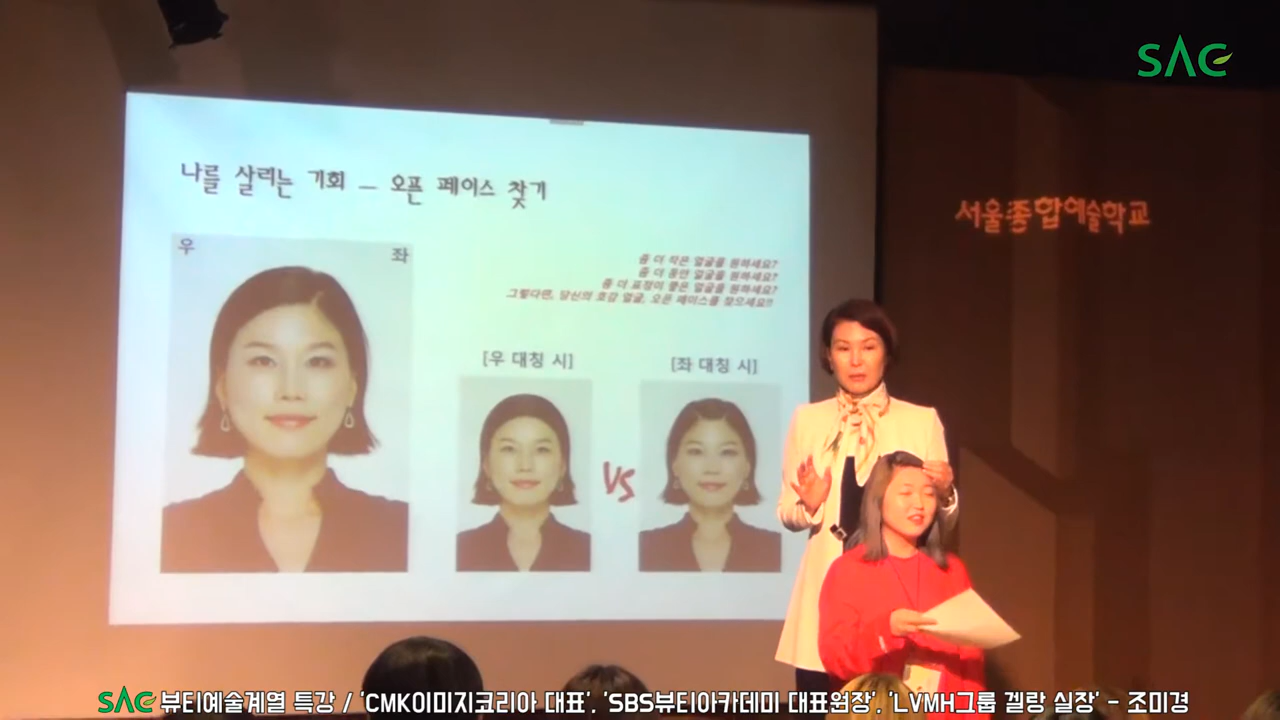 SAC
나를 살리는 기회 – 오픈 페이스 찾기
서울종합예술학교
우
좌
좀 더 작은 얼굴을 원하세요?
좀 더 동안 얼굴을 원하세요?
좀 더 표정이 좋은 얼굴을 원하세요?
그렇다면, 당신의 호감 얼굴, 오픈 페이스를 찾으세요!!
[우 대칭 시]
[좌 대칭 시]
VS
SAC 뷰티예술계열 특강 / 'CMK이미지코리아 대표', 'SBS뷰티아카데미 대표원장', 'LVMH그룹 겔랑 실장' - 조미경